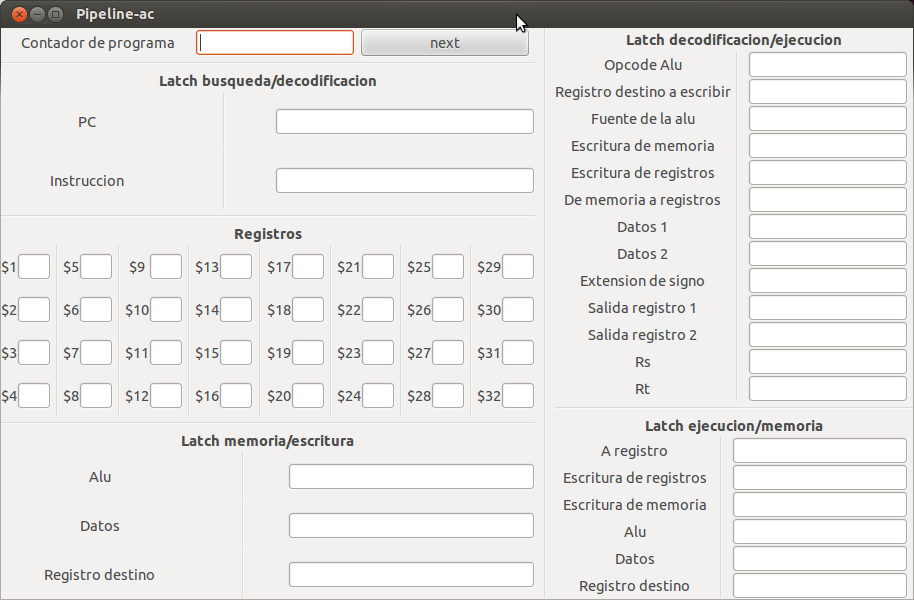 Pipeline-ac
Contador de programa
next
Latch busqueda/decodificacion
PC
Instruccion
Registros
$1 $5 $9 $13 $17 $21 $25 $29
$2 $6 $10 $14 $18 $22 $26 $30
$3 $7 $11 $15 $19 $23 $27 $31
$4 $8 $12 $16 $20 $24 $28 $32
Latch memoria/escritura
Alu
Datos
Registro destino
Latch decodificacion/ejecucion
Opcode Alu
Registro destino a escribir
Fuente de la alu
Escritura de memoria
Escritura de registros
De memoria a registros
Datos 1
Datos 2
Extension de signo
Salida registro 1
Salida registro 2
Rs
Rt
Latch ejecucion/memoria
A registro
Escritura de registros
Escritura de memoria
Alu
Datos
Registro destino